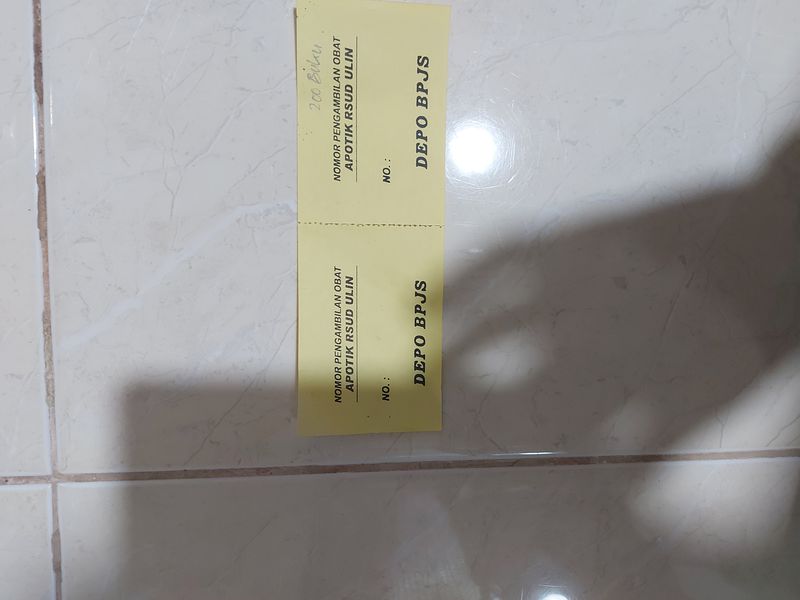 200 Buku
NOMOR PENGAMBILAN OBAT
APOTIK RSUD ULIN
NO. :
DEPO BPJS
NOMOR PENGAMBILAN OBAT
APOTIK RSUD ULIN
NO. :
DEPO BPJS